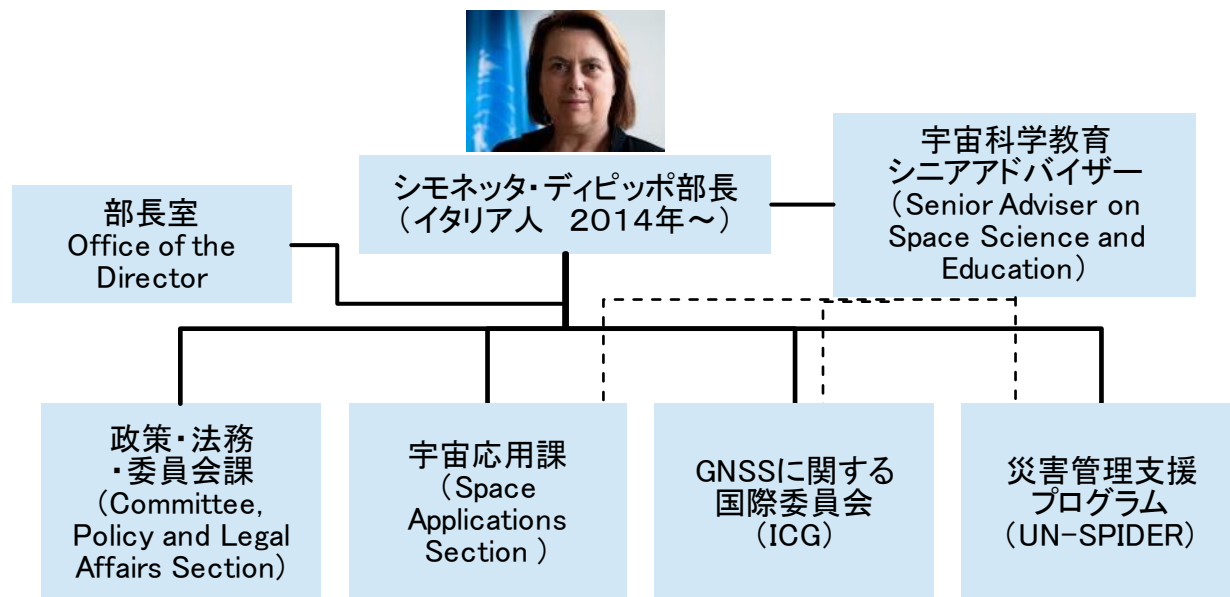 シモネッタ・ディピッポ部長
（イタリア人　２０１４年～）
宇宙科学教育
シニアアドバイザー
（Senior Adviser on
Space Science and
Education）
部長室
Office of the
Director
政策・法務
・委員会課
（Committee,
Policy and Legal
Affairs Section）
宇宙応用課
（Space
Applications
Section ）
GNSSに関する
国際委員会
（ICG）
災害管理支援
プログラム
（UN-SPIDER）